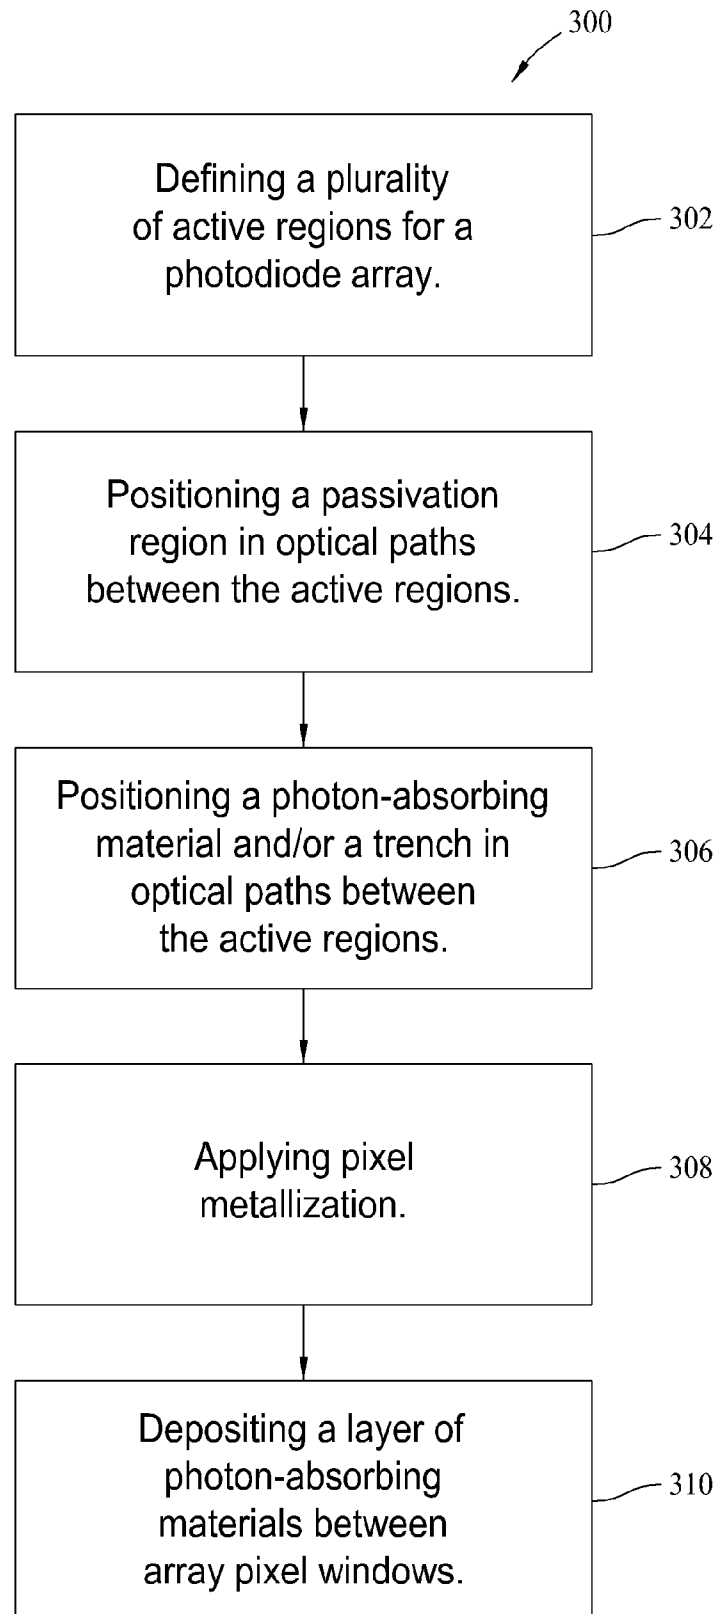 300
Defining a plurality
of active regions for a
photodiode array.
302
Positioning a passivation
region in optical paths
between the active regions.
304
Positioning a photon-absorbing
material and/or a trench in
optical paths between
the active regions.
306
Applying pixel
metallization.
308
Depositing a layer of
photon-absorbing
materials between
array pixel windows.
310